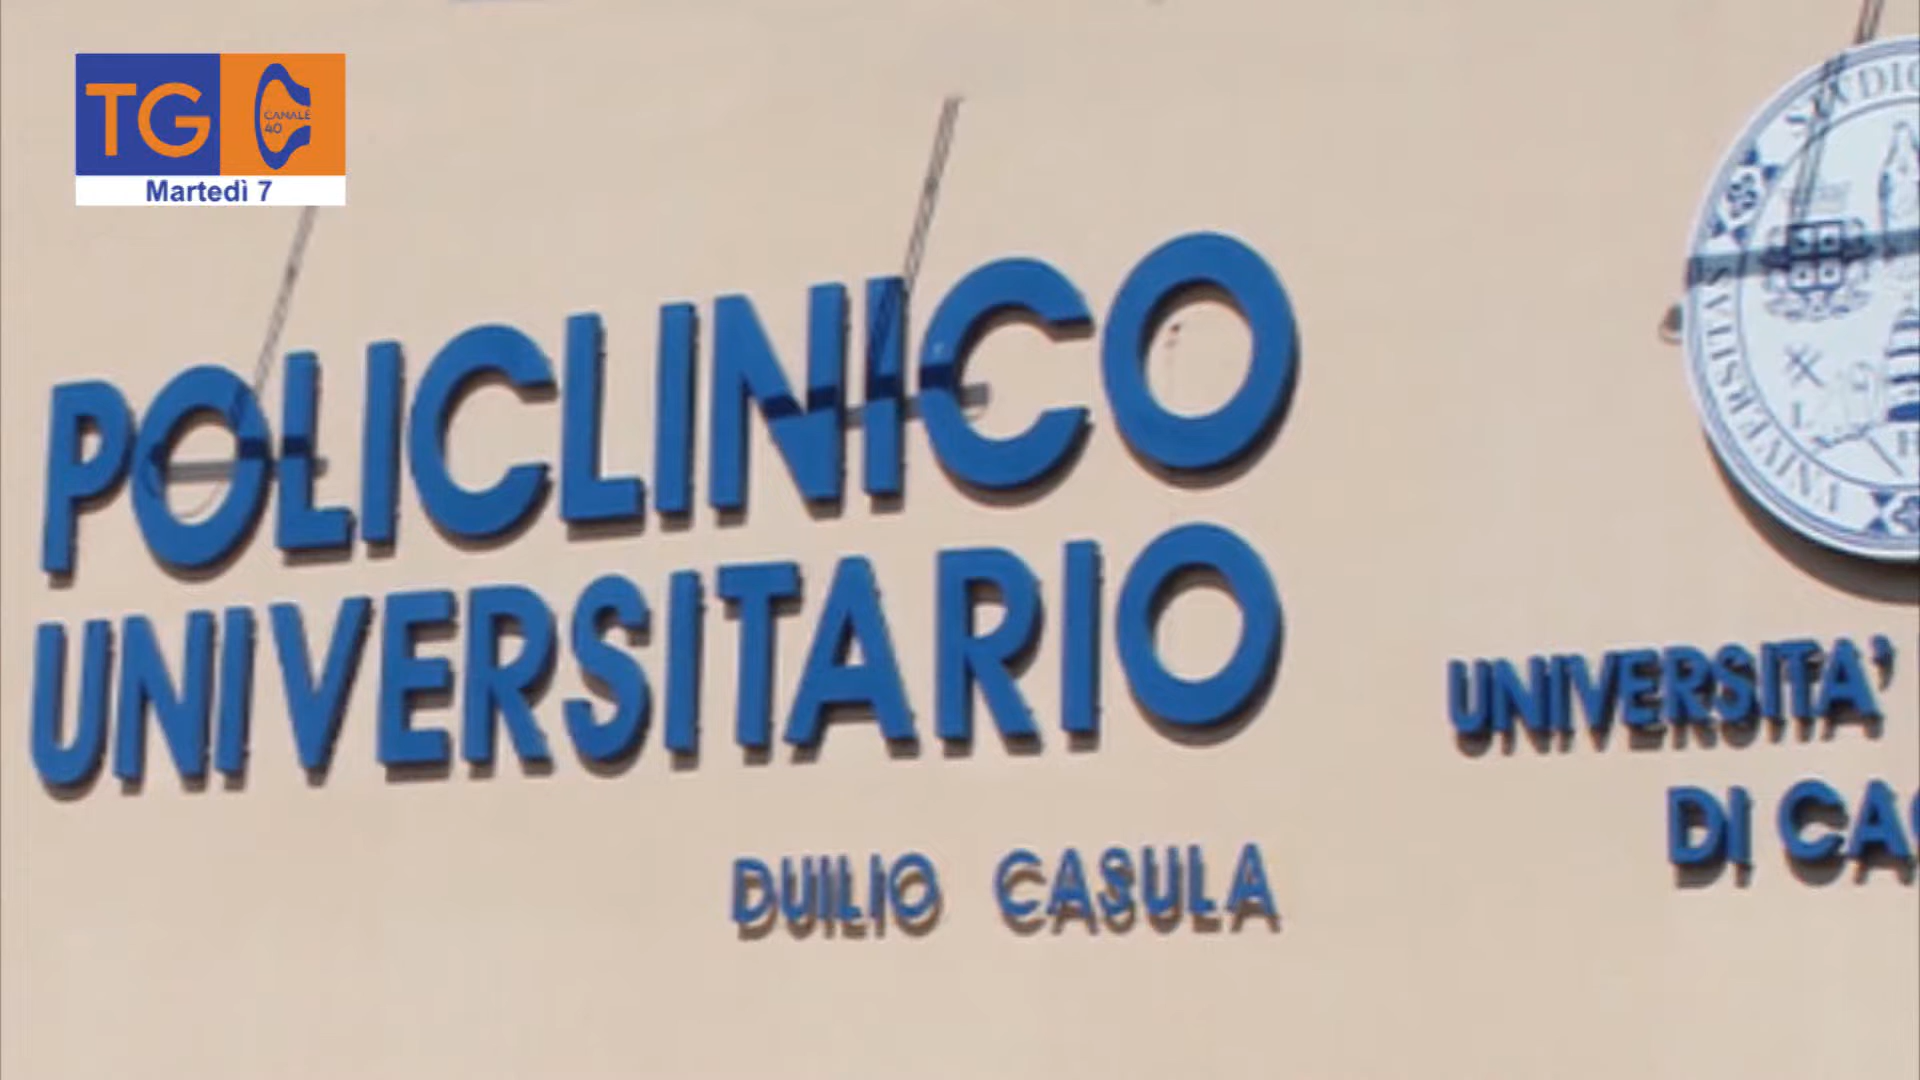 TG
CANALE
40
Martedì 7
POLICLINICO
UNIVERSITARIO
DUILIO CASULA
UNIVERSITA'
DI CA